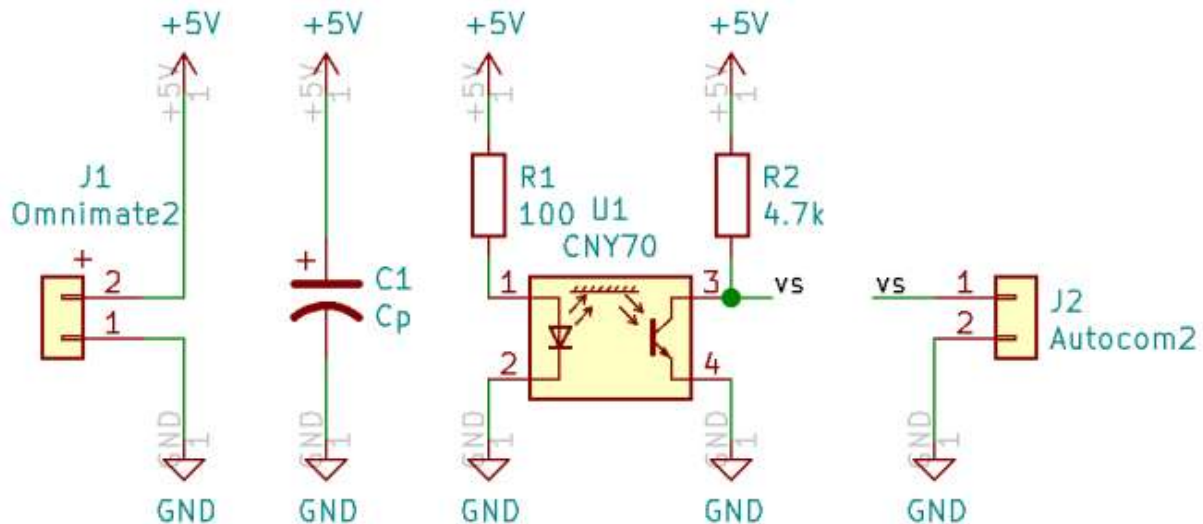 +5V
+5V
+5V
+5V
+5V
1
+5V
1
+5V
1
+5V
1
J1
Omnimate2
+
2
1
+
C1
Cp
R1
100
U1
CNY70
R2
4.7k
1
2
3
4
vs
vs
1
2
J2
Autocom2
GND
1
GND
1
GND
1
GND
1
GND
1
GND
GND
GND
GND
GND